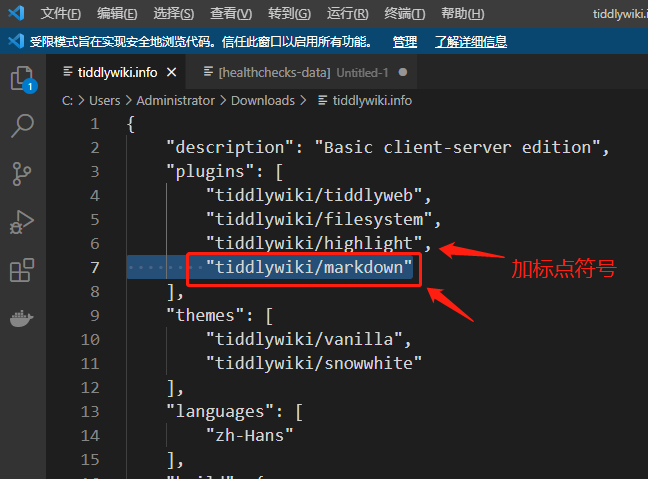 文件(F) 编辑(E) 选择(S) 查看(V) 转到(G) 运行(R) 终端(T) 帮助(H) tiddlywiki.i
受限模式旨在实现安全地浏览代码。信任此窗口以启用所有功能。 管理 了解详细信息
tiddlywiki.info [healthchecks-data] Untitled-1
C: > Users > Administrator > Downloads > tiddlywiki.info
1 {
2 "description": "Basic client-server edition",
3 "plugins": [
4 "tiddlywiki/tiddlyweb",
5 "tiddlywiki/filesystem",
6 "tiddlywiki/highlight",
加标点符号
7 "tiddlywiki/markdown"
8 ],
9 "themes": [
10 "tiddlywiki/vanilla",
11 "tiddlywiki/snowwhite"
12 ],
13 "languages": [
14 "zh-Hans"
15 ],
1